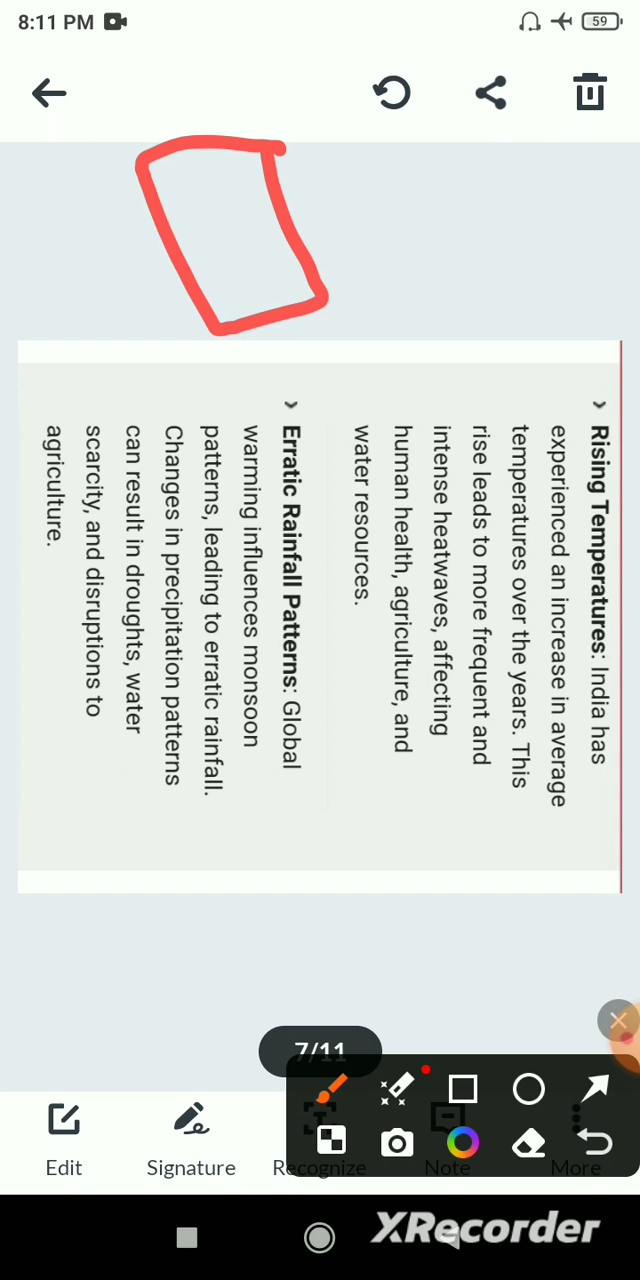 8:11 PM
59
› Rising Temperatures: India has
experienced an increase in average
temperatures over the years. This
rise leads to more frequent and
intense heatwaves, affecting
human health, agriculture, and
water resources.
› Erratic Rainfall Patterns: Global
warming influences monsoon
patterns, leading to erratic rainfall.
Changes in precipitation patterns
can result in droughts, water
scarcity, and disruptions to
agriculture.
7/11
Edit
Signature
Recognize
Note
More
XRecorder